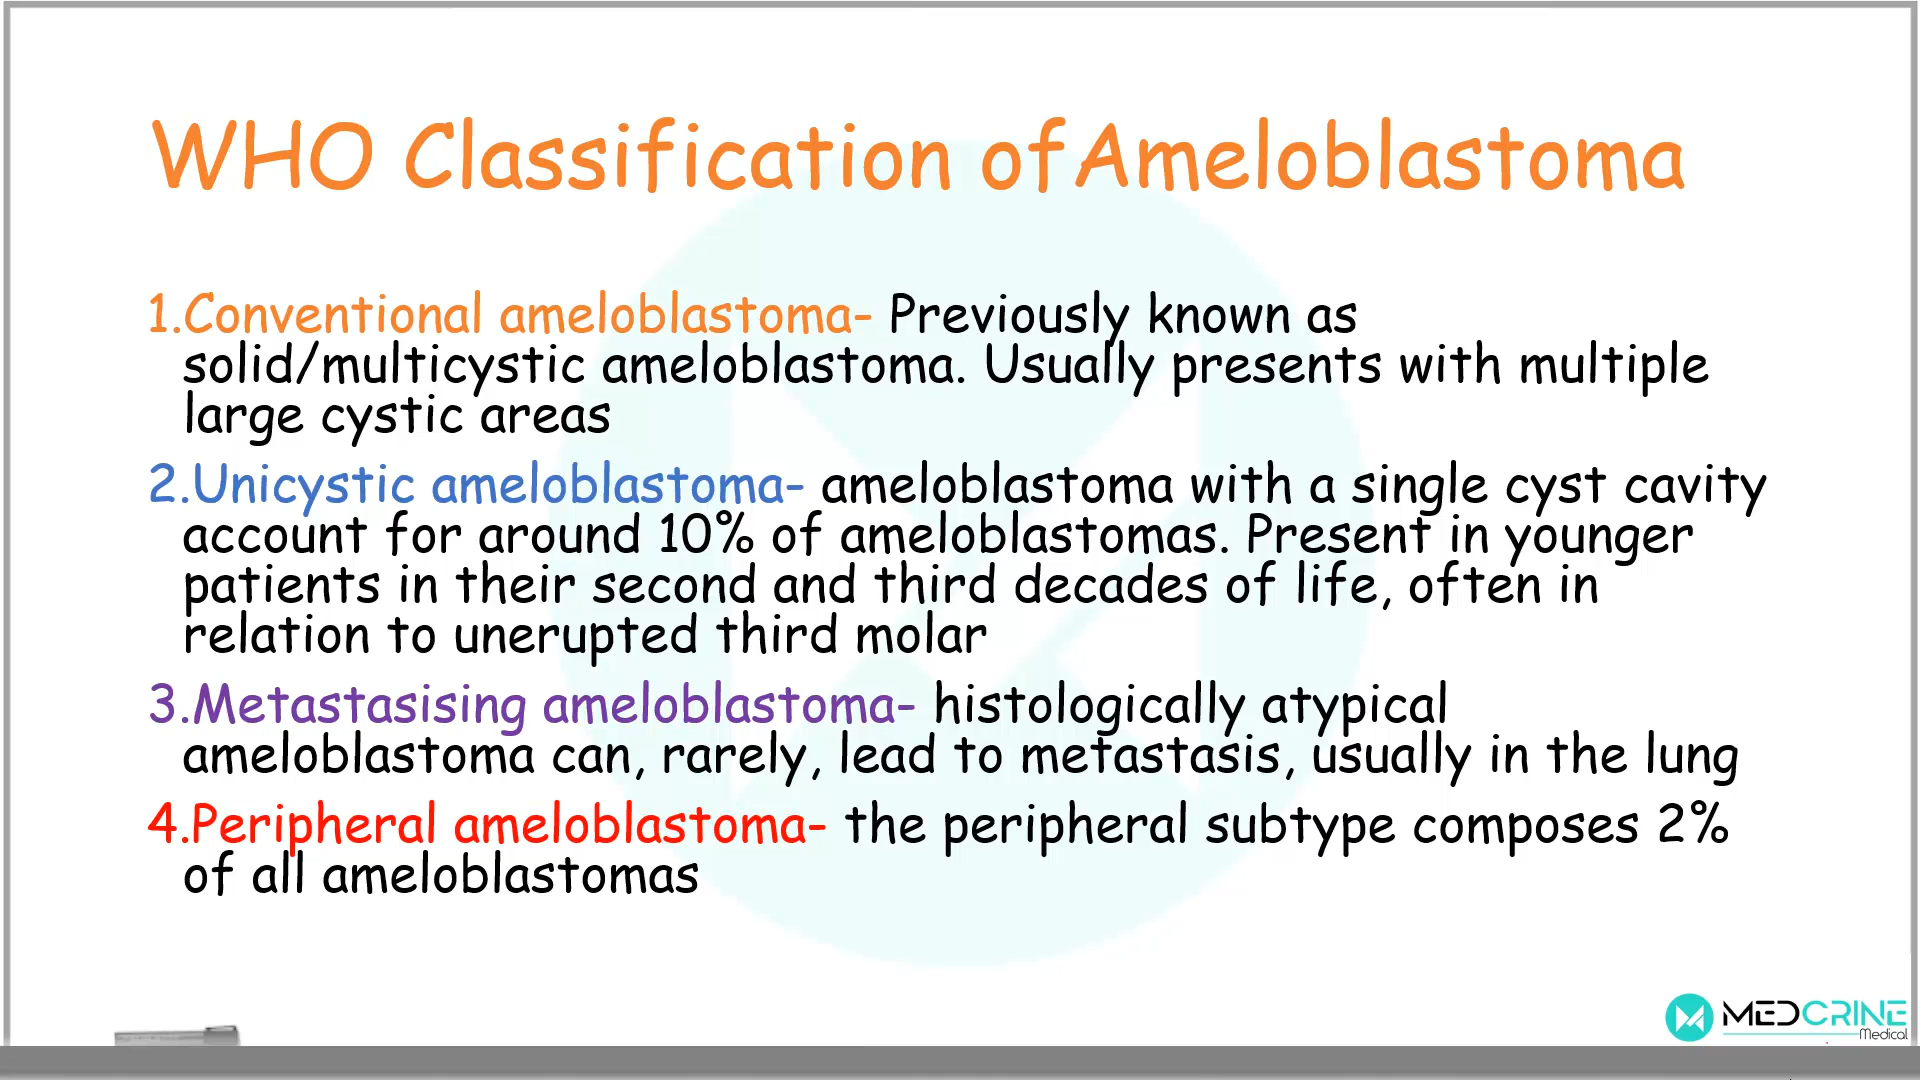 WHO Classification ofAmeloblastoma
1.Conventional ameloblastoma- Previously known as
solid/multicystic ameloblastoma. Usually presents with multiple
large cystic areas
2.Unicystic ameloblastoma- ameloblastoma with a single cyst cavity
account for around 10% of ameloblastomas. Present in younger
patients in their second and third decades of life, often in
relation to unerupted third molar
3.Metastasising ameloblastoma- histologically atypical
ameloblastoma can, rarely, lead to metastasis, usually in the lung
4.Peripheral ameloblastoma- the peripheral subtype composes 2%
of all ameloblastomas
MEDCRINE
Medical